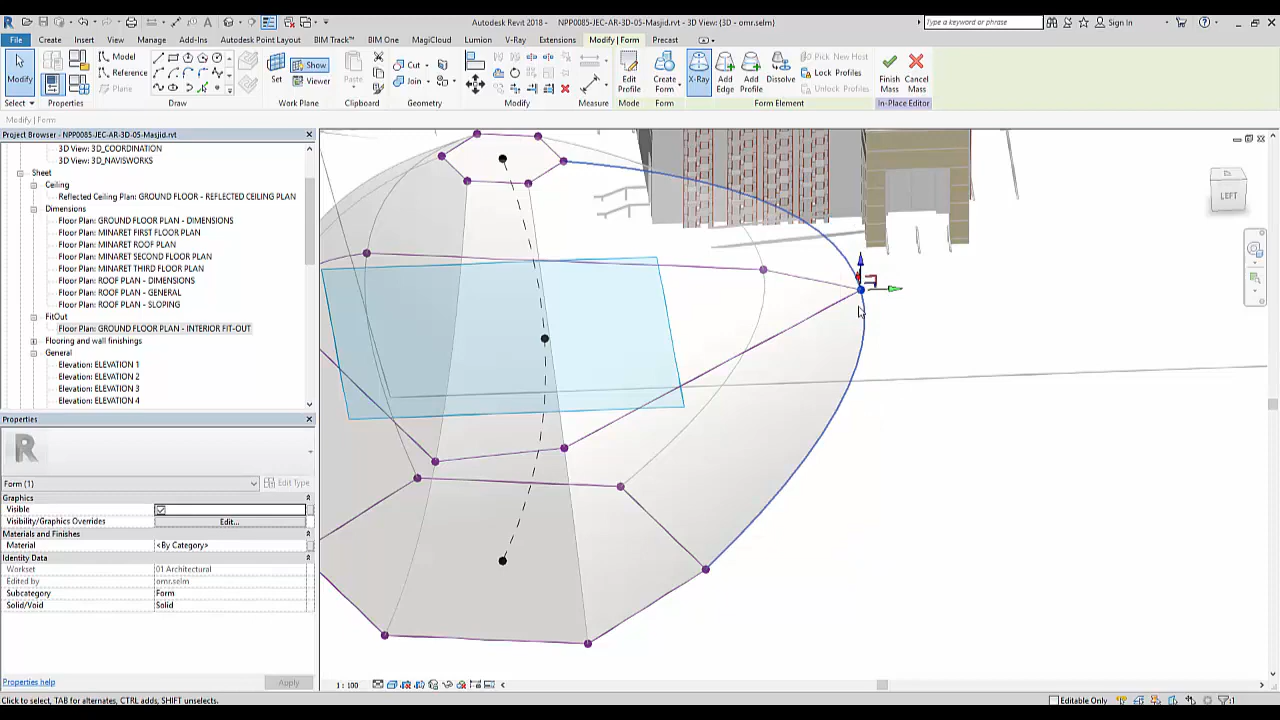 Autodesk Revit 2018 - NPP0085-JEC-AR-3D-05-Masjid.rvt - 3D View: {3D - omr.selm}
Type a keyword or phrase
Sign In
File Create Insert View Manage Add-Ins Autodesk Point Layout BIM Track™ BIM One MagiCloud Lumion V-Ray Extensions Modify | Form Precast
Modify
Model
Reference
Plane
Set
Show
Viewer
Paste
Cut
Join
Edit Profile
Create Form
X-Ray
Add Edge
Add Profile
Dissolve
Pick New Host
Lock Profiles
Unlock Profiles
Finish Mass
Cancel Mass
Select Properties Draw Work Plane Clipboard Geometry Modify Measure Mode Form Form Element In-Place Editor
Modify | Form
Project Browser - NPP0085-JEC-AR-3D-05-Masjid.rvt
3D View: 3D_COORDINATION
3D View: 3D_NAVISWORKS
Sheet
Ceiling
Reflected Ceiling Plan: GROUND FLOOR - REFLECTED CEILING PLAN
Dimensions
Floor Plan: GROUND FLOOR PLAN - DIMENSIONS
Floor Plan: MINARET FIRST FLOOR PLAN
Floor Plan: MINARET ROOF PLAN
Floor Plan: MINARET SECOND FLOOR PLAN
Floor Plan: MINARET THIRD FLOOR PLAN
Floor Plan: ROOF PLAN - DIMENSIONS
Floor Plan: ROOF PLAN - GENERAL
Floor Plan: ROOF PLAN - SLOPING
FitOut
Floor Plan: GROUND FLOOR PLAN - INTERIOR FIT-OUT
Flooring and wall finishings
General
Elevation: ELEVATION 1
Elevation: ELEVATION 2
Elevation: ELEVATION 3
Elevation: ELEVATION 4
LEFT
Properties
R
Form (1)
Edit Type
Graphics
Visible
Visibility/Graphics Overrides
Edit...
Materials and Finishes
Material <By Category>
Identity Data
Workset 01 Architectural
Edited by omr.selm
Subcategory Form
Solid/Void Solid
Properties help
Apply
1 : 100
Click to select, TAB for alternates, CTRL adds, SHIFT unselects.
Editable Only
:1